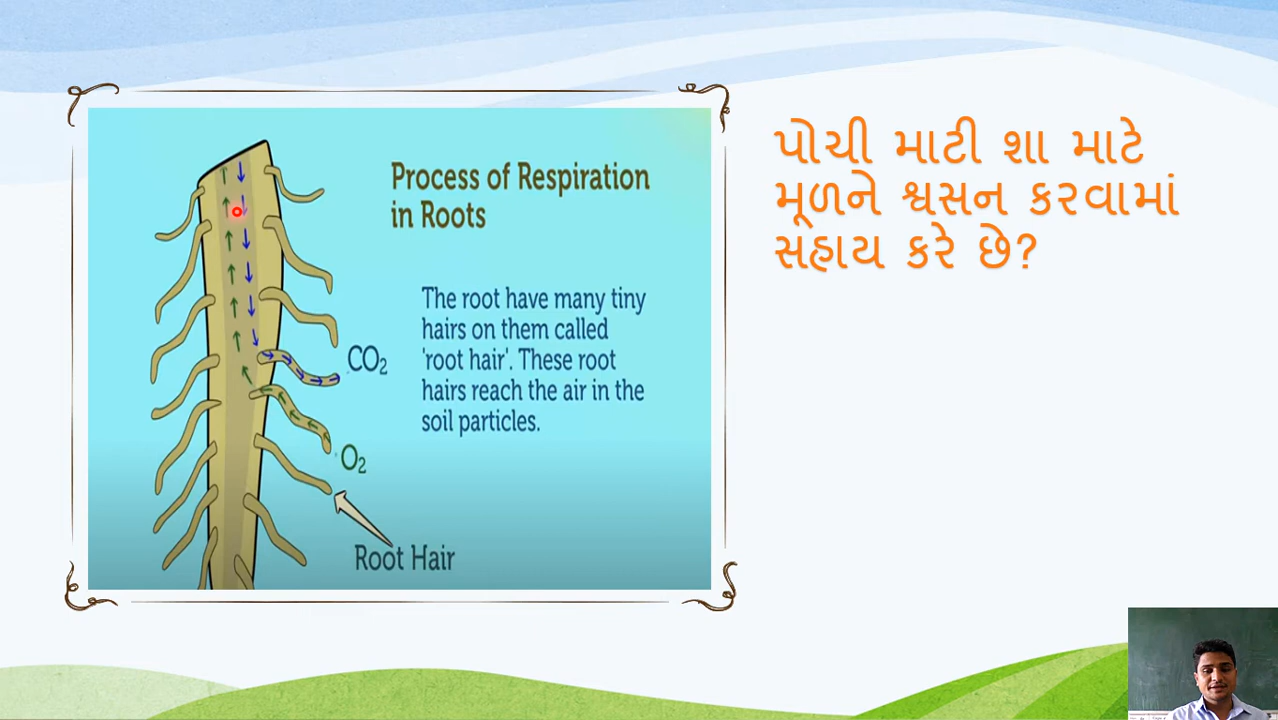 Process of Respiration
in Roots
The root have many tiny
hairs on them called
'root hair'. These root
hairs reach the air in the
soil particles.
CO₂
O₂
Root Hair
પોચી માટી શા માટે
મૂળને શ્વસન કરવામાં
સહાય કરે છે?